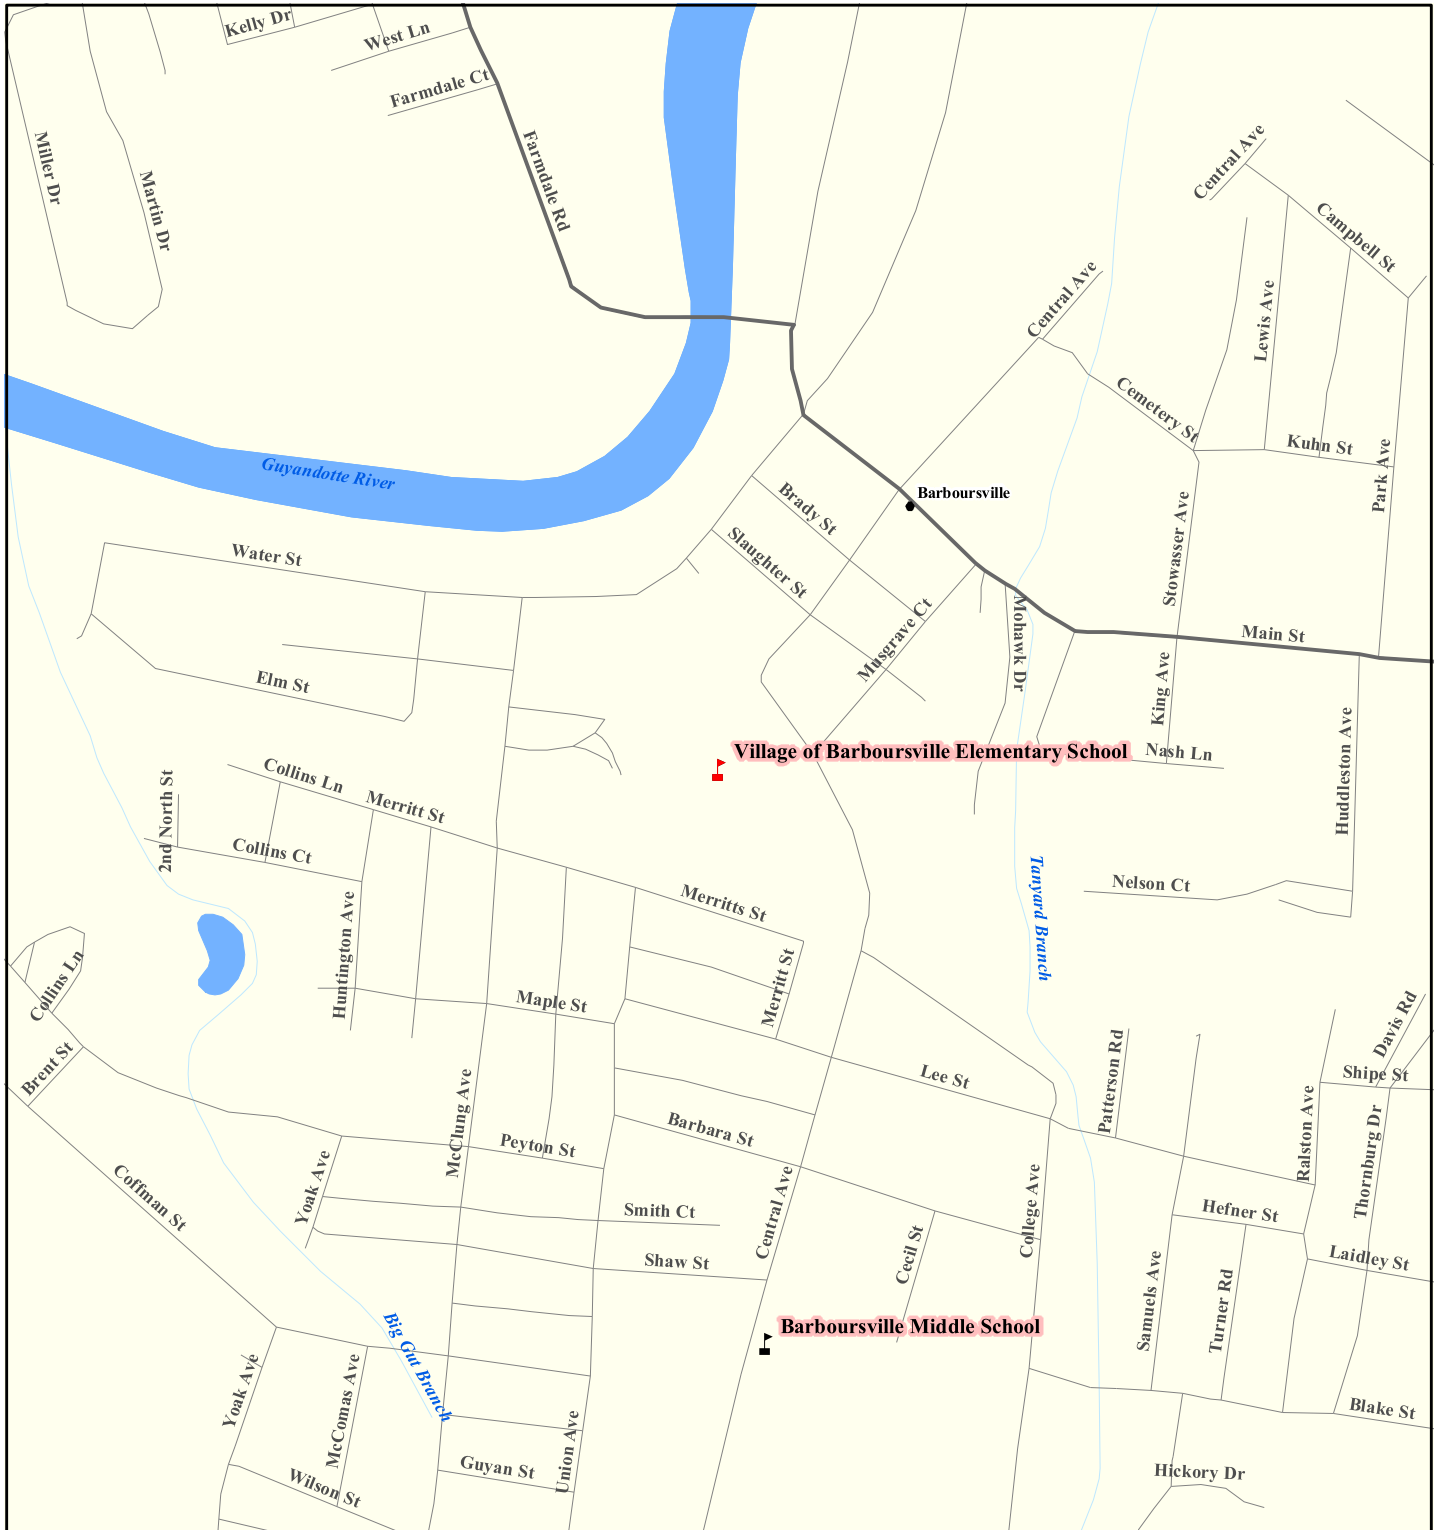 Kelly Dr
West Ln
Farmdale Ct
Miller Dr
Martin Dr
Farmdale Rd
Central Ave
Campbell St
Central Ave
Lewis Ave
Cemetery St
Kuhn St
Park Ave
Guyandotte River
Brady St
Barboursville
Slaughter St
Stowasser Ave
Water St
Musgrave Ct
Mohawk Dr
Main St
Elm St
King Ave
Huddleston Ave
Village of Barboursville Elementary School
Nash Ln
Collins Ln
Merritt St
2nd North St
Collins Ct
Nelson Ct
Merritts St
Tanyard Branch
Huntington Ave
Collins Ln
Maple St
Merritt St
Davis Rd
Brent St
Lee St
Patterson Rd
Shipe St
McClung Ave
Barbara St
Peyton St
Ralston Ave
Thornburg Dr
Coffman St
Yoak Ave
Smith Ct
Central Ave
College Ave
Hefner St
Cecil St
Shaw St
Laidley St
Samuels Ave
Turner Rd
Barboursville Middle School
Big Gut Branch
Yoak Ave
McComas Ave
Blake St
Union Ave
Guyan St
Wilson St
Hickory Dr